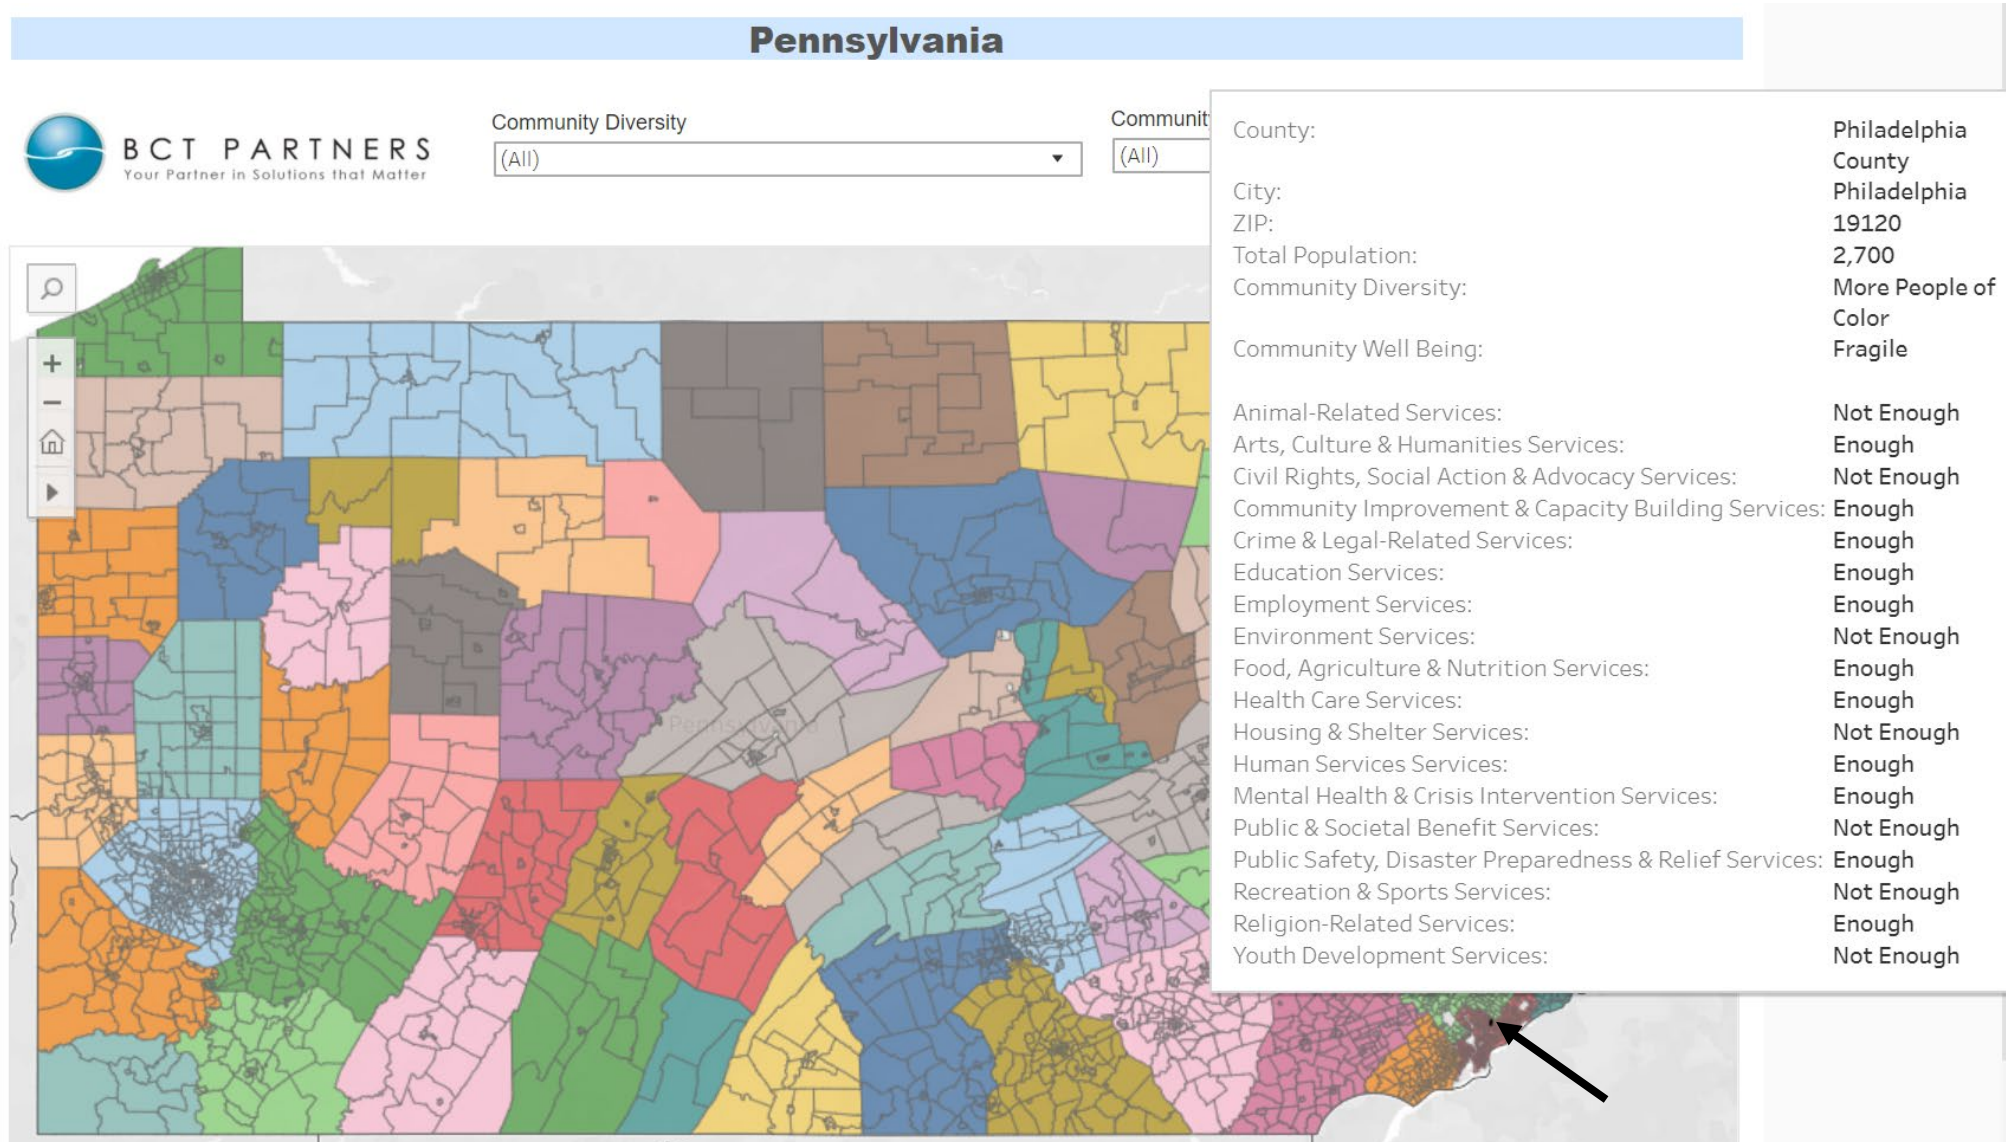 Pennsylvania
BCT PARTNERS
Your Partner in Solutions that Matter
Community Diversity
(All)
Communit
(All)
County: Philadelphia
County
City: Philadelphia
ZIP: 19120
Total Population: 2,700
Community Diversity: More People of
Color
Community Well Being: Fragile
Animal-Related Services: Not Enough
Arts, Culture & Humanities Services: Enough
Civil Rights, Social Action & Advocacy Services: Not Enough
Community Improvement & Capacity Building Services: Enough
Crime & Legal-Related Services: Enough
Education Services: Enough
Employment Services: Enough
Environment Services: Not Enough
Food, Agriculture & Nutrition Services: Enough
Health Care Services: Enough
Housing & Shelter Services: Not Enough
Human Services Services: Enough
Mental Health & Crisis Intervention Services: Enough
Public & Societal Benefit Services: Not Enough
Public Safety, Disaster Preparedness & Relief Services: Enough
Recreation & Sports Services: Not Enough
Religion-Related Services: Enough
Youth Development Services: Not Enough
Pennsylvania